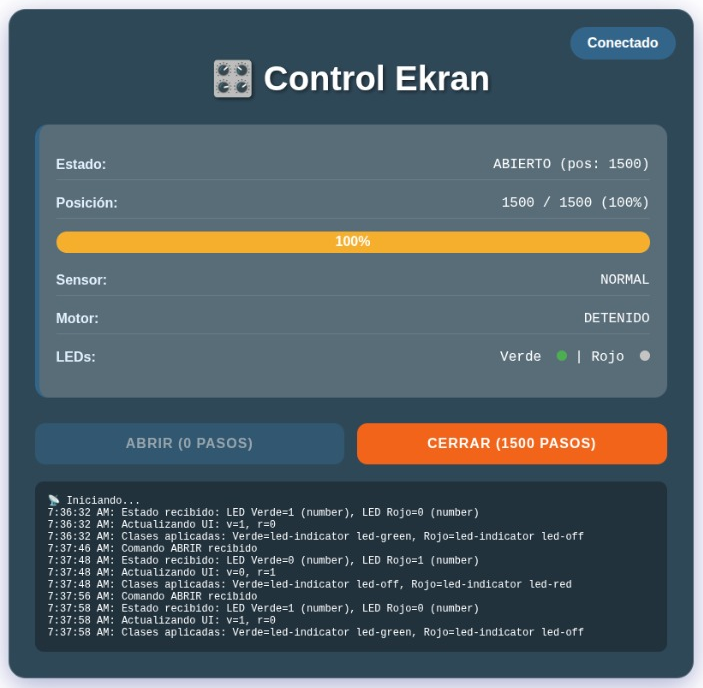 Conectado
🎛️ Control Ekran
Estado: ABIERTO (pos: 1500)
Posición: 1500 / 1500 (100%)
100%
Sensor: NORMAL
Motor: DETENIDO
LEDs: Verde | Rojo
ABRIR (0 PASOS) CERRAR (1500 PASOS)
📡 Iniciando...
7:36:32 AM: Estado recibido: LED Verde=1 (number), LED Rojo=0 (number)
7:36:32 AM: Actualizando UI: v=1, r=0
7:36:32 AM: Clases aplicadas: Verde=led-indicator led-green, Rojo=led-indicator led-off
7:37:46 AM: Comando ABRIR recibido
7:37:48 AM: Estado recibido: LED Verde=0 (number), LED Rojo=1 (number)
7:37:48 AM: Actualizando UI: v=0, r=1
7:37:48 AM: Clases aplicadas: Verde=led-indicator led-off, Rojo=led-indicator led-red
7:37:56 AM: Comando ABRIR recibido
7:37:58 AM: Estado recibido: LED Verde=1 (number), LED Rojo=0 (number)
7:37:58 AM: Actualizando UI: v=1, r=0
7:37:58 AM: Clases aplicadas: Verde=led-indicator led-green, Rojo=led-indicator led-off